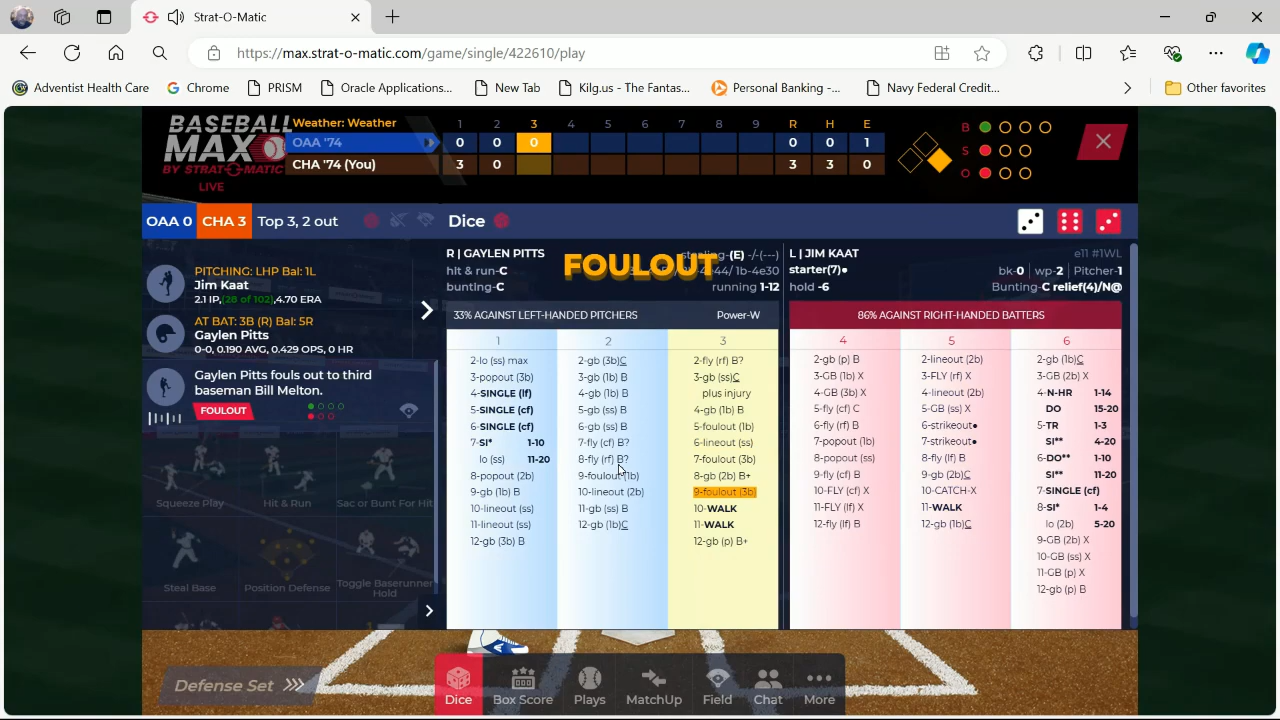 Strat-O-Matic
https://max.strat-o-matic.com/game/single/422610/play
Adventist Health Care
Chrome
PRISM
Oracle Applications...
New Tab
Kilg.us - The Fantas...
Personal Banking -...
Navy Federal Credit...
Other favorites
BASEBALL
MAX
BY STRAT-O-MATIC
LIVE
Weather: Weather
1 2 3 4 5 6 7 8 9 R H E
OAA '74 0 0 0 0 0 1
CHA '74 (You) 3 0 3 3 0
B
S
O
OAA 0 CHA 3 Top 3, 2 out
Dice
PITCHING: LHP Bal: 1L
Jim Kaat
2.1 IP,(28 of 102),4.70 ERA
AT BAT: 3B (R) Bal: 5R
Gaylen Pitts
0-0, 0.190 AVG, 0.429 OPS, 0 HR
Gaylen Pitts fouls out to third
baseman Bill Melton.
FOULOUT
Squeeze Play
Hit & Run
Sac or Bunt For Hit
Steal Base
Position Defense
Toggle Baserunner
Hold
R | GAYLEN PITTS
hit & run-C
bunting-C
FOULOUT
(E) -/-(---)
1b-4e30
running 1-12
33% AGAINST LEFT-HANDED PITCHERS Power-W
1
2-lo (ss) max
3-popout (3b)
4-SINGLE (lf)
5-SINGLE (cf)
6-SINGLE (cf)
7-SI* 1-10
lo (ss) 11-20
8-popout (2b)
9-gb (1b) B
10-lineout (ss)
11-lineout (ss)
12-gb (3b) B
2
2-gb (3b)C
3-gb (1b) B
4-gb (1b) B
5-gb (ss) B
6-gb (ss) B
7-fly (cf) B?
8-fly (rf) B?
9-foulout (1b)
10-lineout (2b)
11-gb (ss) B
12-gb (1b)C
3
2-fly (rf) B?
3-gb (ss)C
plus injury
4-gb (1b) B
5-foulout (1b)
6-lineout (ss)
7-foulout (3b)
8-gb (2b) B+
9-foulout (3b)
10-WALK
11-WALK
12-gb (p) B+
L | JIM KAAT
starter(7)●
hold -6
e11 #1WL
bk-0 wp-2 Pitcher-1
Bunting-C relief(4)/N@
86% AGAINST RIGHT-HANDED BATTERS
4
2-gb (p) B
3-GB (1b) X
4-GB (3b) X
5-fly (cf) C
6-fly (rf) B
7-popout (1b)
8-popout (ss)
9-fly (cf) B
10-FLY (cf) X
11-FLY (lf) X
12-fly (lf) B
5
2-lineout (2b)
3-FLY (rf) X
4-lineout (2b)
5-GB (ss) X
6-strikeout●
7-strikeout●
8-fly (lf) B
9-gb (2b)C
10-CATCH-X
11-WALK
12-gb (1b)C
6
2-gb (1b)C
3-GB (2b) X
4-N-HR 1-14
DO 15-20
5-TR 1-3
SI** 4-20
6-DO** 1-10
SI** 11-20
7-SINGLE (cf)
8-SI* 1-4
lo (2b) 5-20
9-GB (2b) X
10-GB (ss) X
11-GB (p) X
12-gb (p) B
Defense Set
Dice
Box Score
Plays
MatchUp
Field
Chat
More